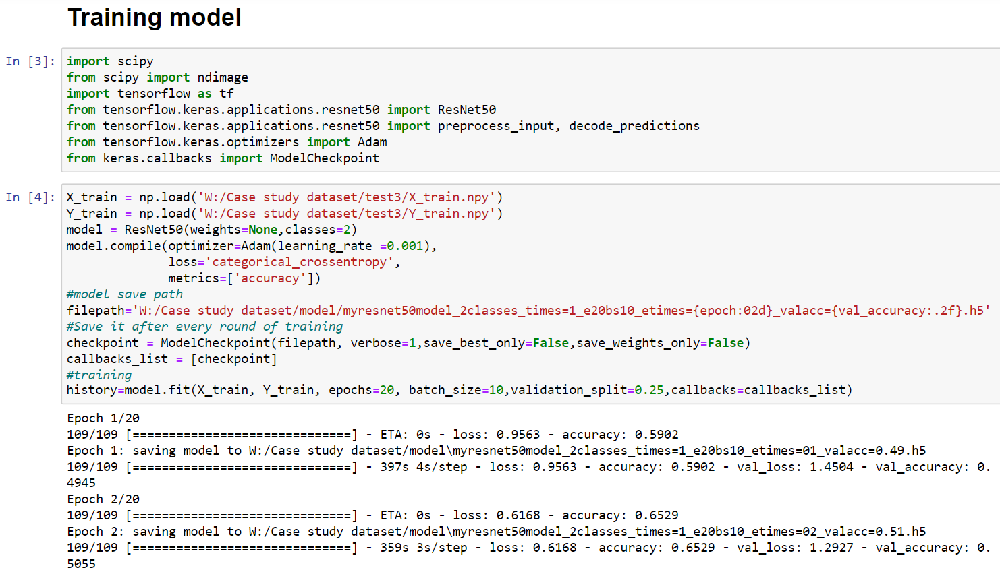 Training model
In [3]:
import scipy
from scipy import ndimage
import tensorflow as tf
from tensorflow.keras.applications.resnet50 import ResNet50
from tensorflow.keras.applications.resnet50 import preprocess_input, decode_predictions
from tensorflow.keras.optimizers import Adam
from keras.callbacks import ModelCheckpoint
In [4]:
X_train = np.load('W:/Case study dataset/test3/X_train.npy')
Y_train = np.load('W:/Case study dataset/test3/Y_train.npy')
model = ResNet50(weights=None,classes=2)
model.compile(optimizer=Adam(learning_rate =0.001),
              loss='categorical_crossentropy',
              metrics=['accuracy'])
#model save path
filepath='W:/Case study dataset/model/myresnet50model_2classes_times=1_e20bs10_etimes={epoch:02d}_valacc={val_accuracy:.2f}.h5'
#Save it after every round of training
checkpoint = ModelCheckpoint(filepath, verbose=1,save_best_only=False,save_weights_only=False)
callbacks_list = [checkpoint]
#training
history=model.fit(X_train, Y_train, epochs=20, batch_size=10,validation_split=0.25,callbacks=callbacks_list)
Epoch 1/20
109/109 [==============================] - ETA: 0s - loss: 0.9563 - accuracy: 0.5902
Epoch 1: saving model to W:/Case study dataset/model\myresnet50model_2classes_times=1_e20bs10_etimes=01_valacc=0.49.h5
109/109 [==============================] - 397s 4s/step - loss: 0.9563 - accuracy: 0.5902 - val_loss: 1.4504 - val_accuracy: 0.
4945
Epoch 2/20
109/109 [==============================] - ETA: 0s - loss: 0.6168 - accuracy: 0.6529
Epoch 2: saving model to W:/Case study dataset/model\myresnet50model_2classes_times=1_e20bs10_etimes=02_valacc=0.51.h5
109/109 [==============================] - 359s 3s/step - loss: 0.6168 - accuracy: 0.6529 - val_loss: 1.2927 - val_accuracy: 0.
5055